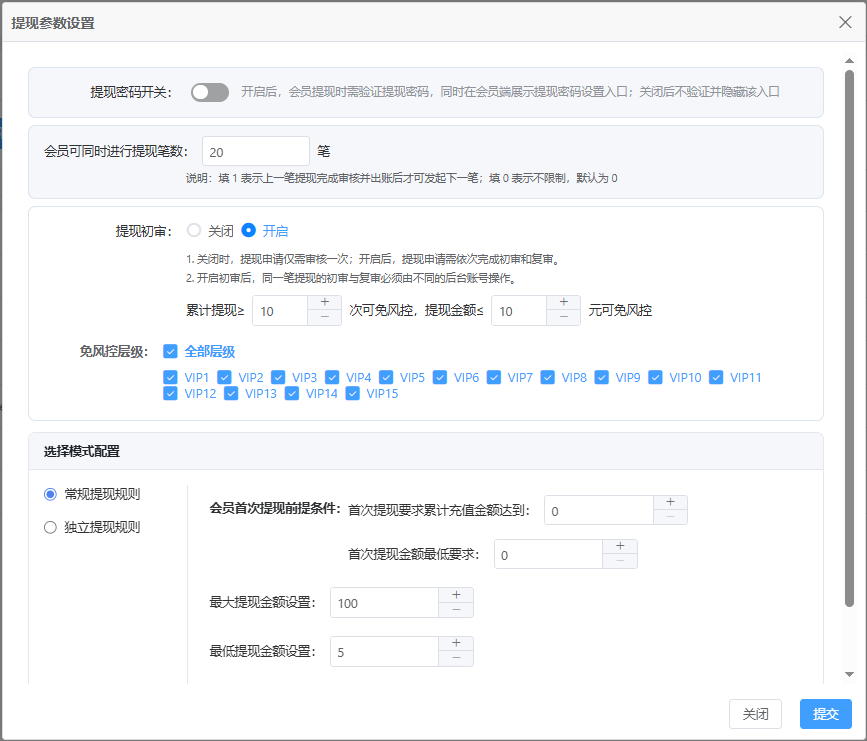 提现参数设置
提现密码开关： 开启后，会员提现时需验证提现密码，同时在会员端展示提现密码设置入口；关闭后不验证并隐藏该入口
会员可同时进行提现笔数： 20 笔
说明：填 1 表示上一笔提现完成审核并出账后才可发起下一笔；填 0 表示不限制，默认为 0
提现初审： 关闭 开启
1. 关闭时，提现申请仅需审核一次；开启后，提现申请需依次完成初审和复审。
2. 开启初审后，同一笔提现的初审与复审必须由不同的后台账号操作。
累计提现≥ 10 次可免风控，提现金额≤ 10 元可免风控
免风控层级： 全部层级
VIP1 VIP2 VIP3 VIP4 VIP5 VIP6 VIP7 VIP8 VIP9 VIP10 VIP11
VIP12 VIP13 VIP14 VIP15
选择模式配置
常规提现规则
独立提现规则
会员首次提现前提条件： 首次提现要求累计充值金额达到： 0
首次提现金额最低要求： 0
最大提现金额设置： 100
最低提现金额设置： 5
关闭 提交